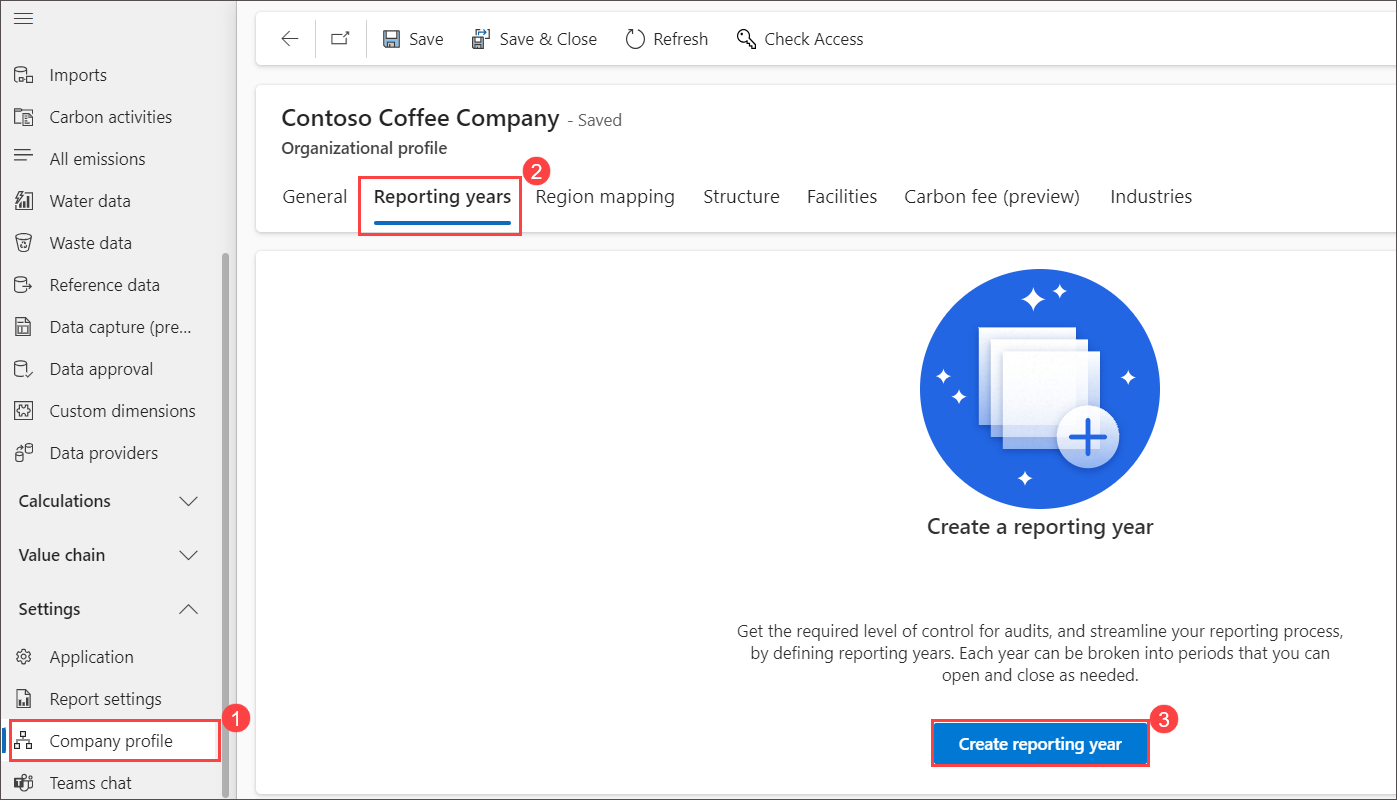 Imports
Carbon activities
All emissions
Water data
Waste data
Reference data
Data capture (pre...
Data approval
Custom dimensions
Data providers
Calculations
Value chain
Settings
Application
Report settings
Company profile
1
Teams chat
Save
Save & Close
Refresh
Check Access
Contoso Coffee Company - Saved
Organizational profile
2
General
Reporting years
Region mapping
Structure
Facilities
Carbon fee (preview)
Industries
Create a reporting year
Get the required level of control for audits, and streamline your reporting process,
by defining reporting years. Each year can be broken into periods that you can
open and close as needed.
3
Create reporting year